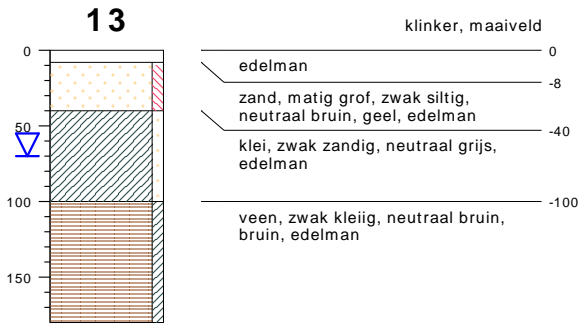 13
klinker, maaiveld
0
0
edelman
-8
zand, matig grof, zwak siltig,
neutraal bruin, geel, edelman
50
-40
klei, zwak zandig, neutraal grijs,
edelman
100
-100
veen, zwak kleiig, neutraal bruin,
bruin, edelman
150